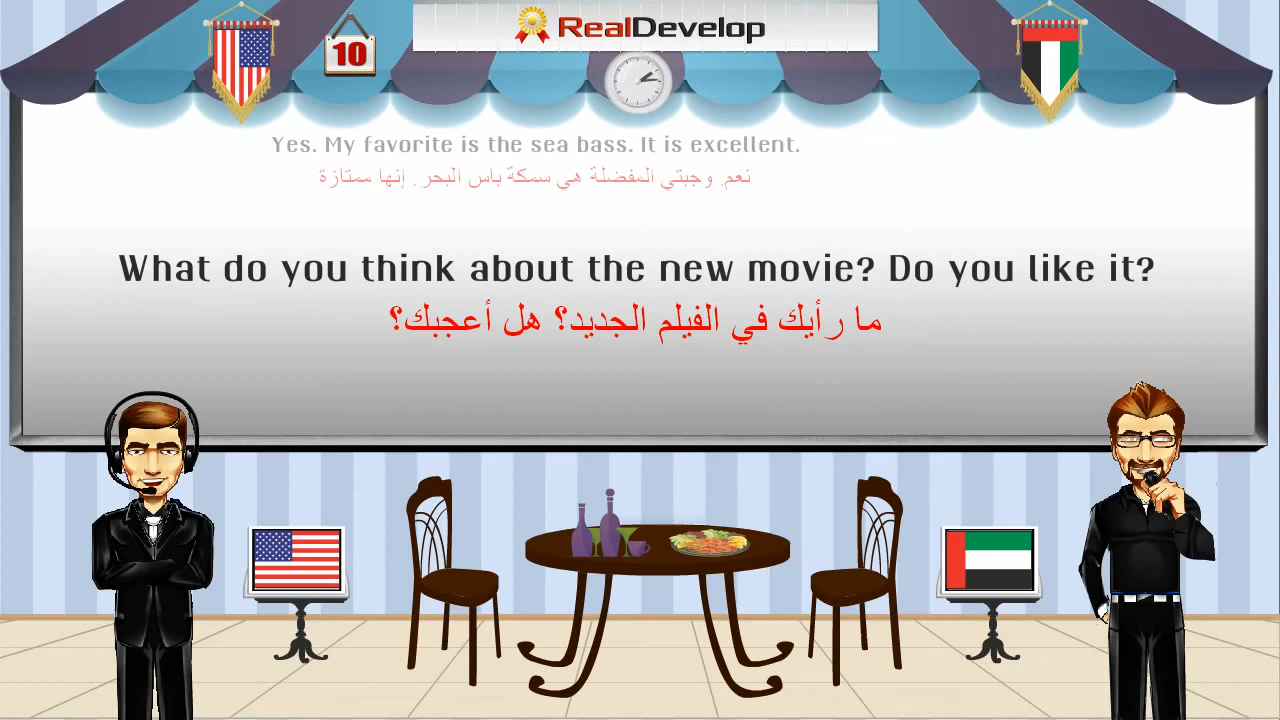 RealDevelop
10
Yes. My favorite is the sea bass. It is excellent.
نعم. وجبتي المفضلة هي سمكة باس البحر. إنها ممتازة
What do you think about the new movie? Do you like it?
ما رأيك في الفيلم الجديد؟ هل أعجبك؟